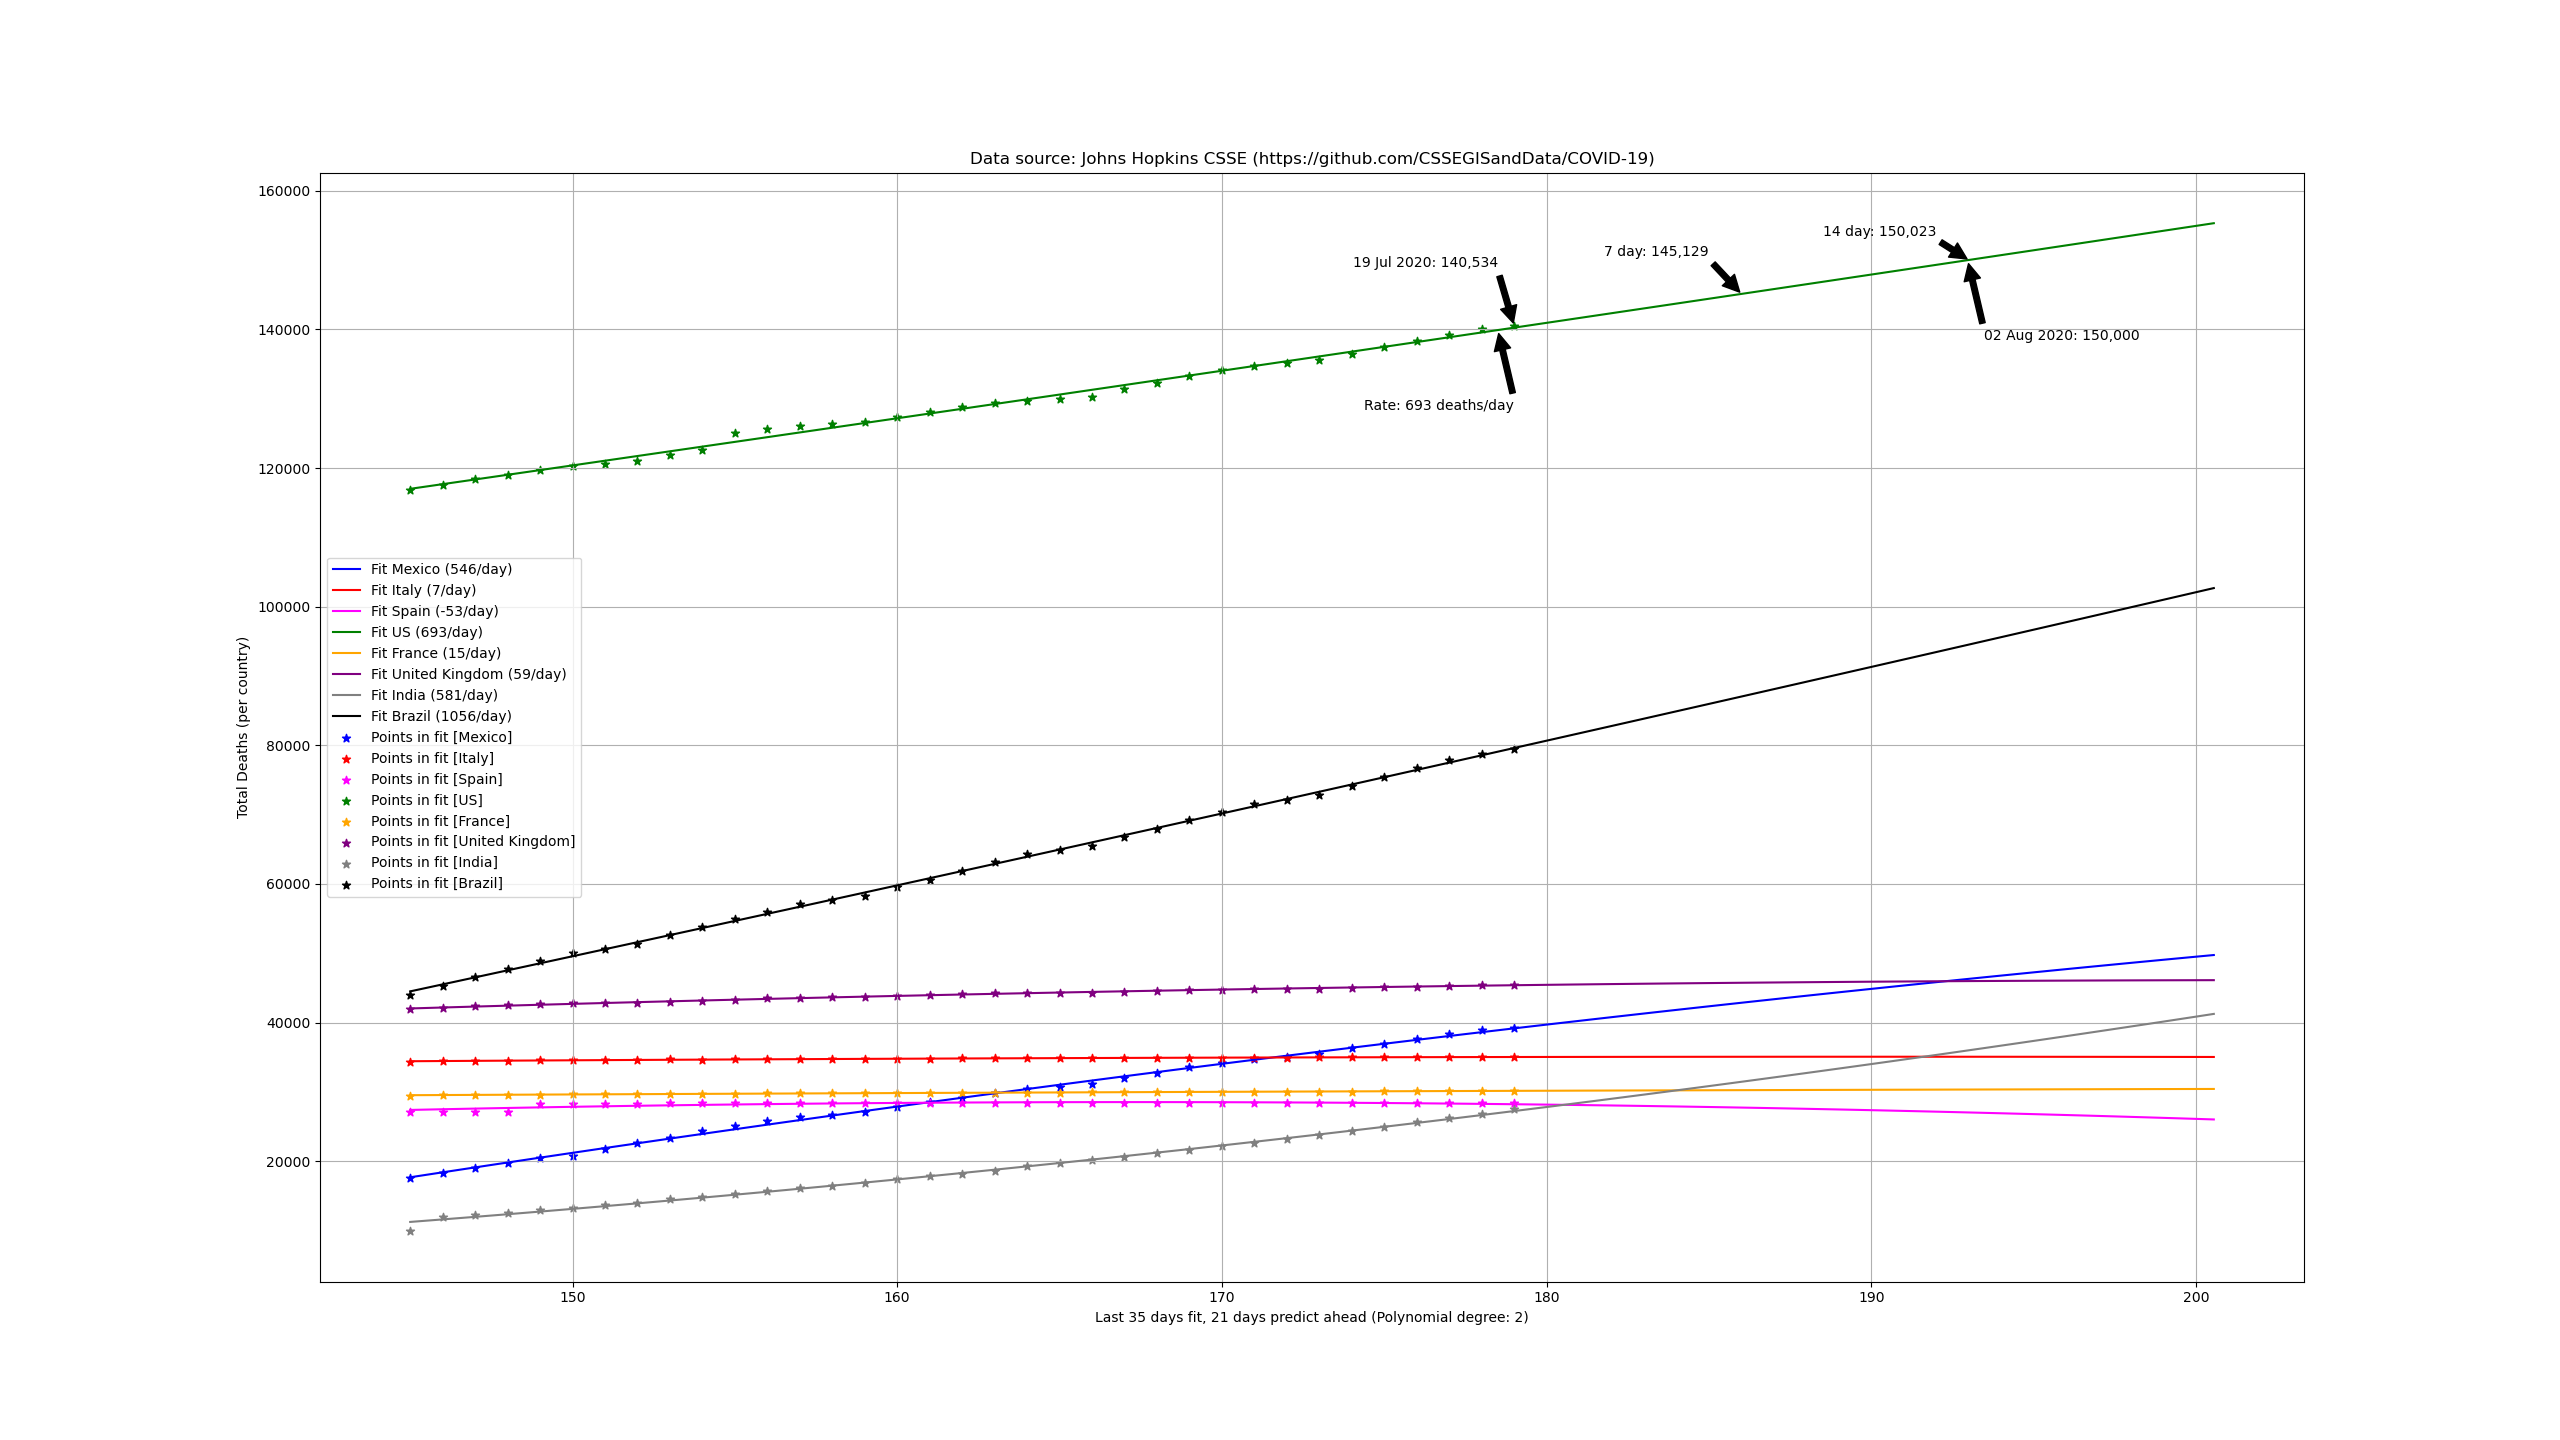 Data source: Johns Hopkins CSSE (https://github.com/CSSEGISandData/COVID-19)
160000
140000
120000
100000
80000
60000
40000
20000
Total Deaths (per country)
14 day: 150,023
7 day: 145,129
19 Jul 2020: 140,534
02 Aug 2020: 150,000
Rate: 693 deaths/day
Fit Mexico (546/day)
Fit Italy (7/day)
Fit Spain (-53/day)
Fit US (693/day)
Fit France (15/day)
Fit United Kingdom (59/day)
Fit India (581/day)
Fit Brazil (1056/day)
Points in fit [Mexico]
Points in fit [Italy]
Points in fit [Spain]
Points in fit [US]
Points in fit [France]
Points in fit [United Kingdom]
Points in fit [India]
Points in fit [Brazil]
150 160 170 180 190 200
Last 35 days fit, 21 days predict ahead (Polynomial degree: 2)